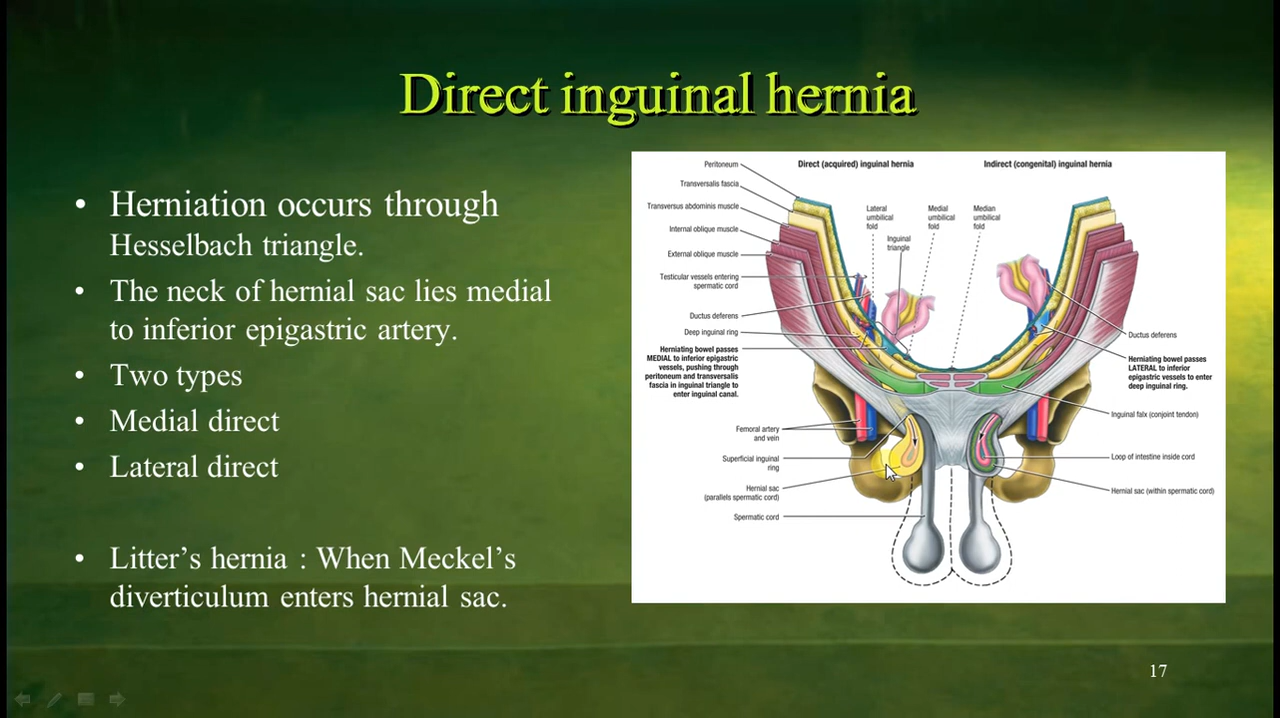 Direct inguinal hernia
• Herniation occurs through
Hesselbach triangle.
• The neck of hernial sac lies medial
to inferior epigastric artery.
• Two types
• Medial direct
• Lateral direct
• Litter’s hernia : When Meckel’s
diverticulum enters hernial sac.
Direct (acquired) inguinal hernia
Indirect (congenital) inguinal hernia
Peritoneum
Transversalis fascia
Transversus abdominis muscle
Internal oblique muscle
External oblique muscle
Testicular vessels entering
spermatic cord
Ductus deferens
Deep inguinal ring
Herniating bowel passes
MEDIAL to inferior epigastric
vessels, pushing through
peritoneum and transversalis
fascia in inguinal triangle to
enter inguinal canal.
Femoral artery
and vein
Superficial inguinal
ring
Hernial sac
(parallels spermatic cord)
Spermatic cord
Lateral
umbilical
fold
Inguinal
triangle
Medial
umbilical
fold
Median
umbilical
fold
Ductus deferens
Herniating bowel passes
LATERAL to inferior
epigastric vessels to enter
deep inguinal ring.
Inguinal falx (conjoint tendon)
Loop of intestine inside cord
Hernial sac (within spermatic cord)
17